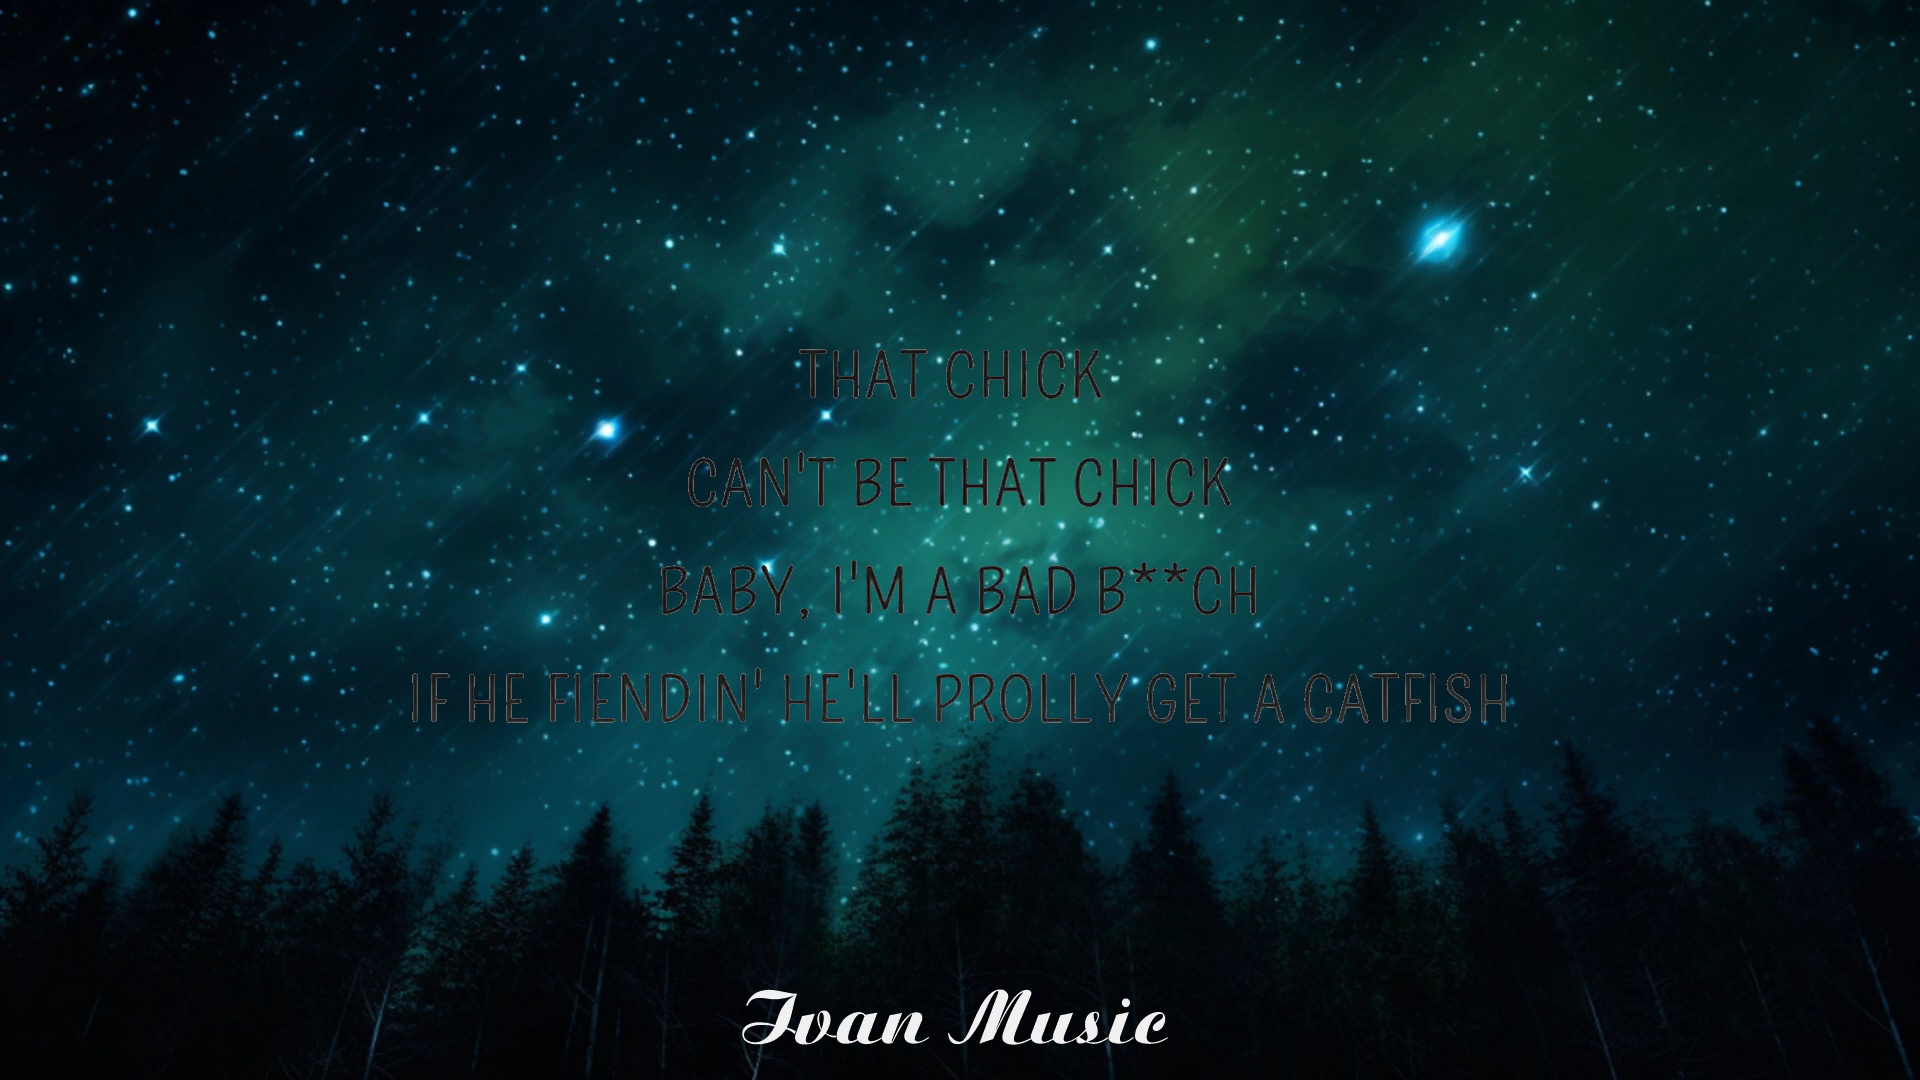 THAT CHICK
CAN'T BE THAT CHICK
BABY, I'M A BAD B**CH
IF HE FIENDIN' HE'LL PROLLY GET A CATFISH
Ivan Music